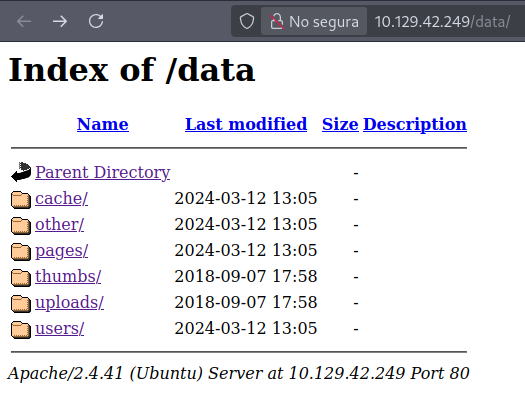 No segura 10.129.42.249/data/
Index of /data
Name Last modified Size Description
Parent Directory -
cache/ 2024-03-12 13:05 -
other/ 2024-03-12 13:05 -
pages/ 2024-03-12 13:05 -
thumbs/ 2018-09-07 17:58 -
uploads/ 2018-09-07 17:58 -
users/ 2024-03-12 13:05 -
Apache/2.4.41 (Ubuntu) Server at 10.129.42.249 Port 80